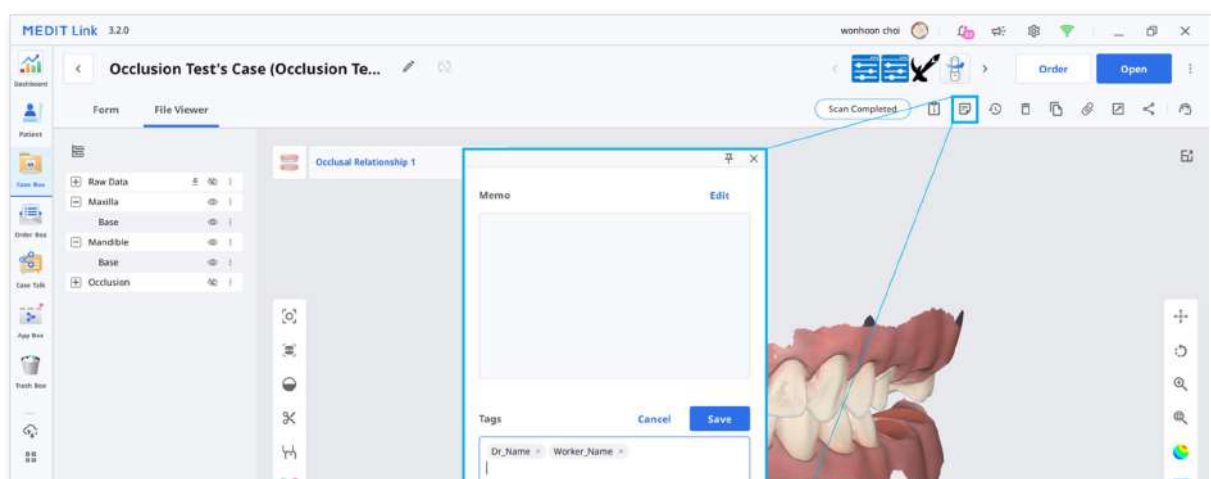 MEDIT Link 3.2.0
wonhoon choi
Dashboard
Occlusion Test's Case (Occlusion Te...
Order
Open
Patient
Form
File Viewer
Scan Completed
Case Box
Occlusal Relationship 1
Raw Data
Maxilla
Base
Mandible
Base
Occlusion
Order Box
Case Talk
App Box
Trash Box
Memo
Edit
Tags
Cancel
Save
Dr_Name ×
Worker_Name ×